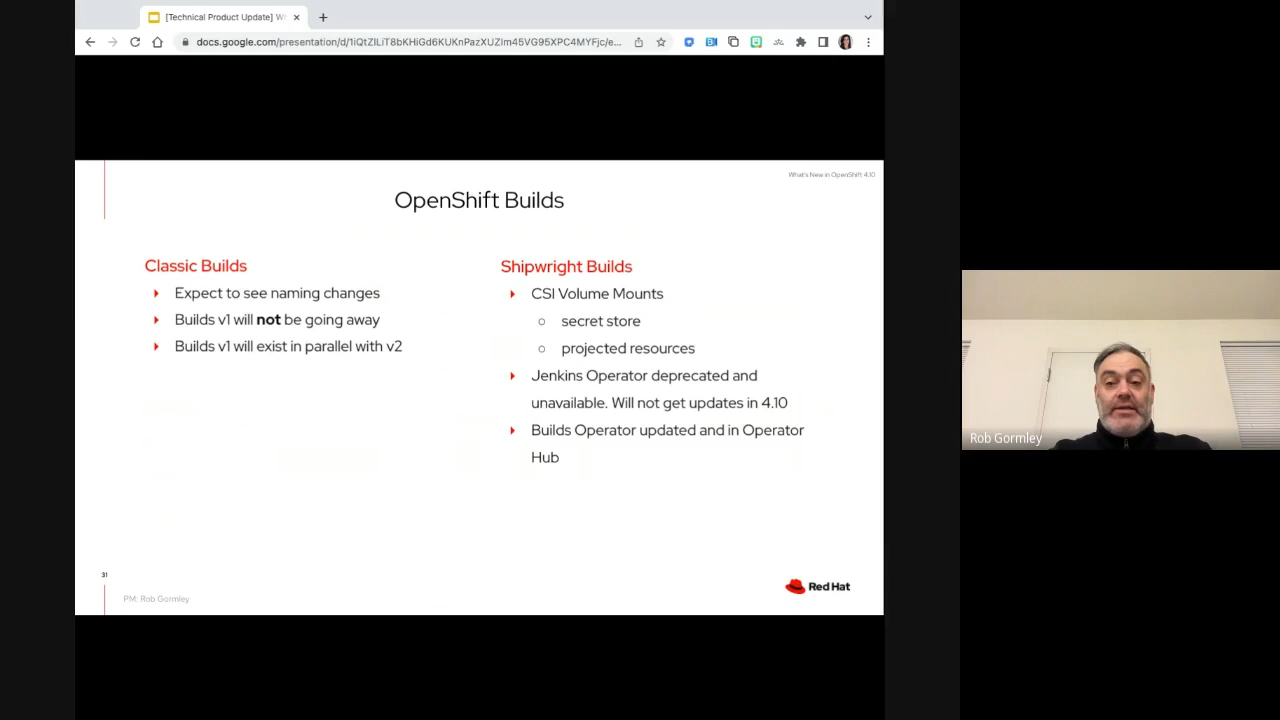 [Technical Product Update] W
docs.google.com/presentation/d/1iQtZILiT8bKHiGd6KUKnPazXUZIm45VG95XPC4MYFjc/e...
What's New in OpenShift 4.10
OpenShift Builds
Classic Builds
Expect to see naming changes
Builds v1 will not be going away
Builds v1 will exist in parallel with v2
Shipwright Builds
CSI Volume Mounts
secret store
projected resources
Jenkins Operator deprecated and
unavailable. Will not get updates in 4.10
Builds Operator updated and in Operator
Hub
31
PM: Rob Gormley
Red Hat
Rob Gormley